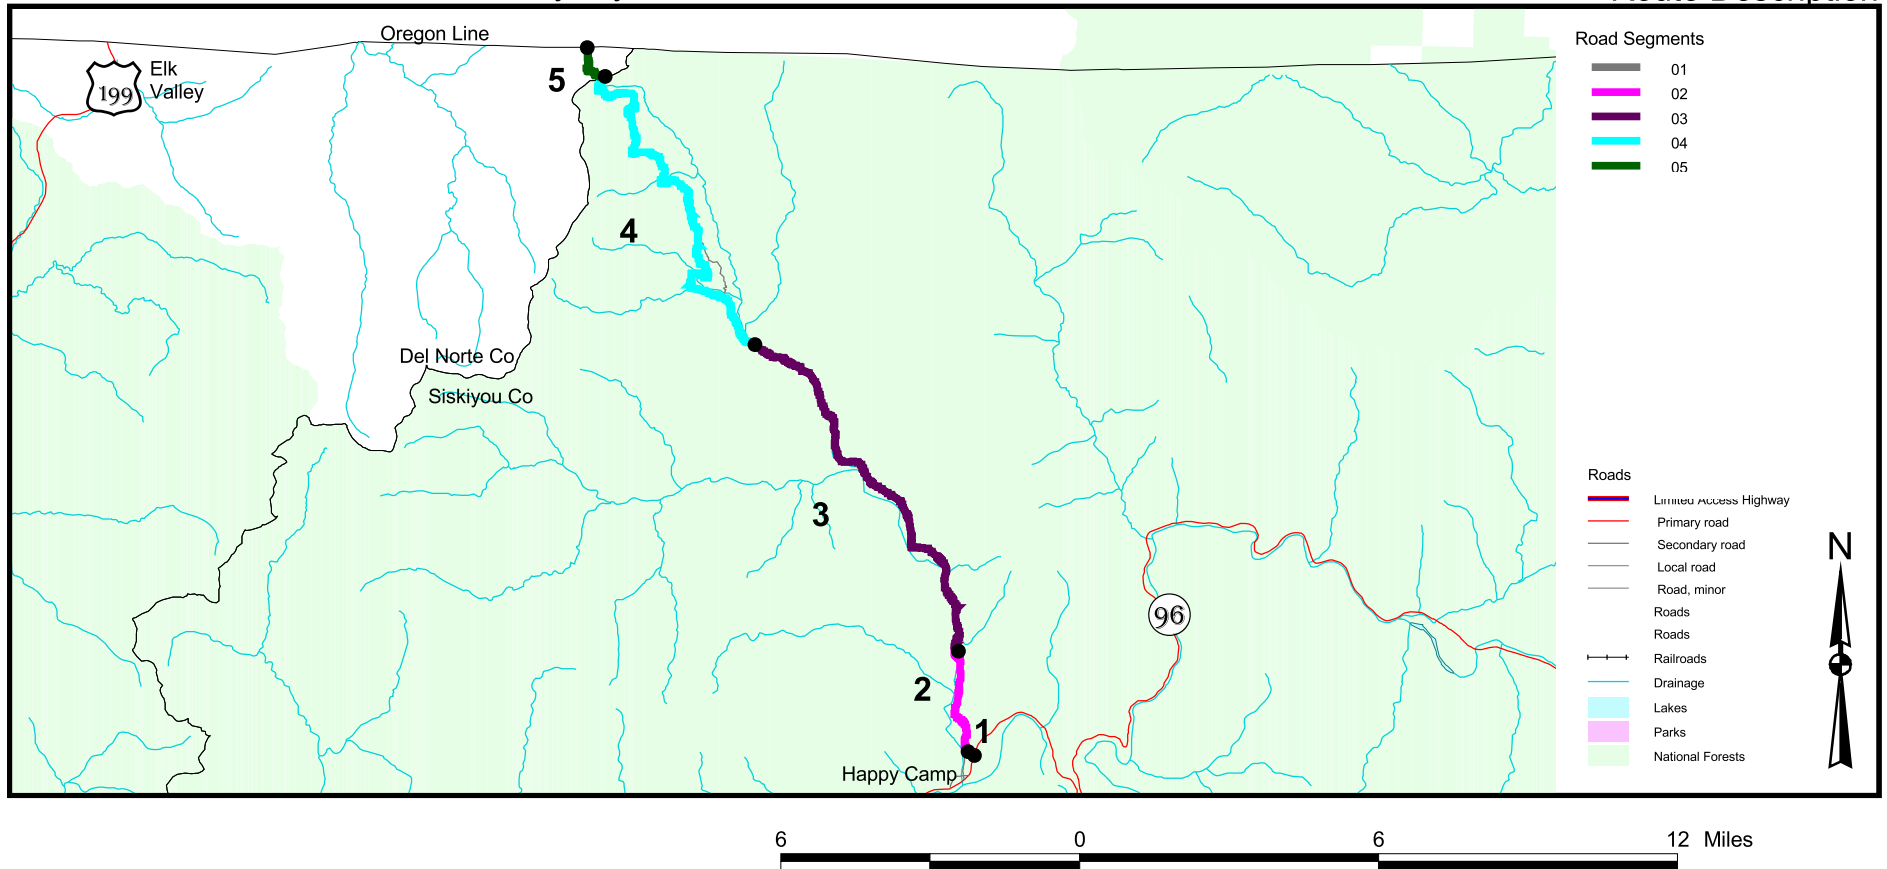 Oregon Line
199
Elk
Valley
5
4
Del Norte Co
Siskiyou Co
3
96
2
1
Happy Camp
Road Segments
01
02
03
04
05
Roads
Limited Access Highway
Primary road
Secondary road
Local road
Road, minor
Roads
Roads
Railroads
Drainage
Lakes
Parks
National Forests
N
6 0 6 12 Miles